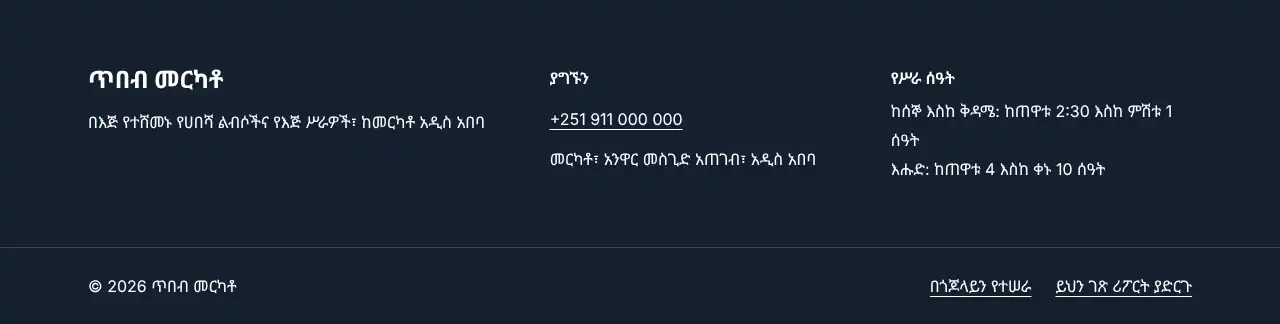 ጥበብ መርካቶ
በእጅ የተሸመኑ የሀበሻ ልብሶችና የእጅ ሥራዎች፣ ከመርካቶ አዲስ አበባ
ያግኙን
+251 911 000 000
መርካቶ፣ አንዋር መስጊድ አጠገብ፣ አዲስ አበባ
የሥራ ሰዓት
ከሰኞ እስከ ቅዳሜ: ከጠዋቱ 2:30 እስከ ምሽቱ 1
ሰዓት
እሑድ: ከጠዋቱ 4 እስከ ቀኑ 10 ሰዓት
© 2026 ጥበብ መርካቶ
በጎጆላይን የተሠራ
ይህን ገጽ ሪፖርት ያድርጉ